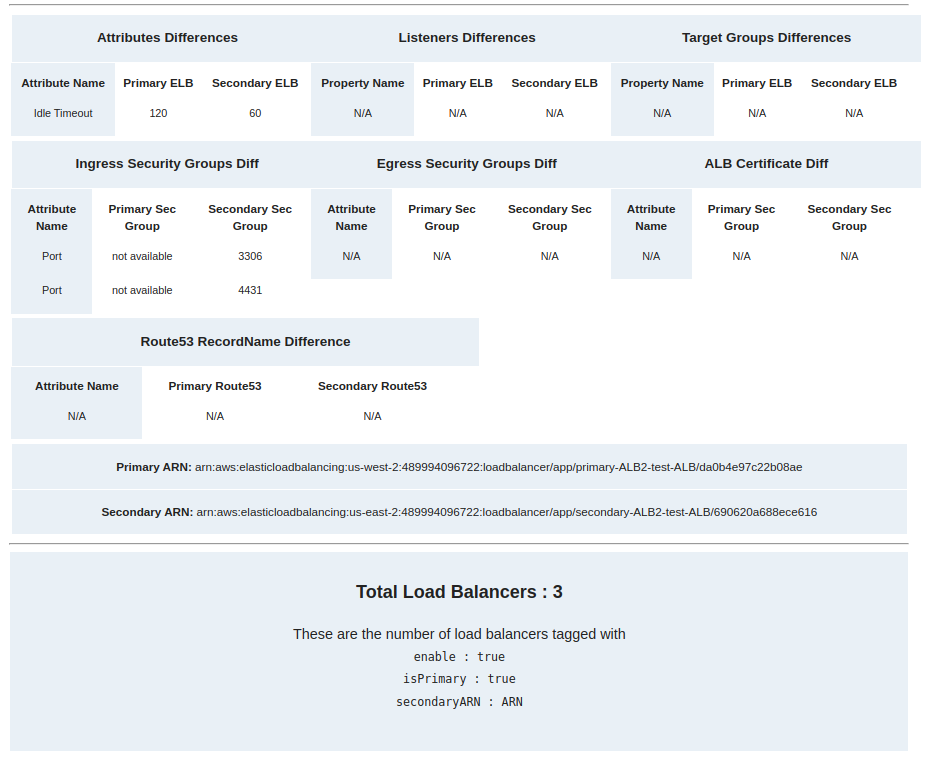 Attributes Differences Listeners Differences Target Groups Differences
Attribute Name Primary ELB Secondary ELB Property Name Primary ELB Secondary ELB Property Name Primary ELB Secondary ELB
Idle Timeout 120 60 N/A N/A N/A N/A N/A N/A
Ingress Security Groups Diff Egress Security Groups Diff ALB Certificate Diff
Attribute Primary Sec Secondary Sec Attribute Primary Sec Secondary Sec Attribute Primary Sec Secondary Sec
Name Group Group Name Group Group Name Group Group
Port not available 3306 N/A N/A N/A N/A N/A N/A
Port not available 4431
Route53 RecordName Difference
Attribute Name Primary Route53 Secondary Route53
N/A N/A N/A
Primary ARN: arn:aws:elasticloadbalancing:us-west-2:489994096722:loadbalancer/app/primary-ALB2-test-ALB/da0b4e97c22b08ae
Secondary ARN: arn:aws:elasticloadbalancing:us-east-2:489994096722:loadbalancer/app/secondary-ALB2-test-ALB/690620a688ece616
Total Load Balancers : 3
These are the number of load balancers tagged with
enable : true
isPrimary : true
secondaryARN : ARN